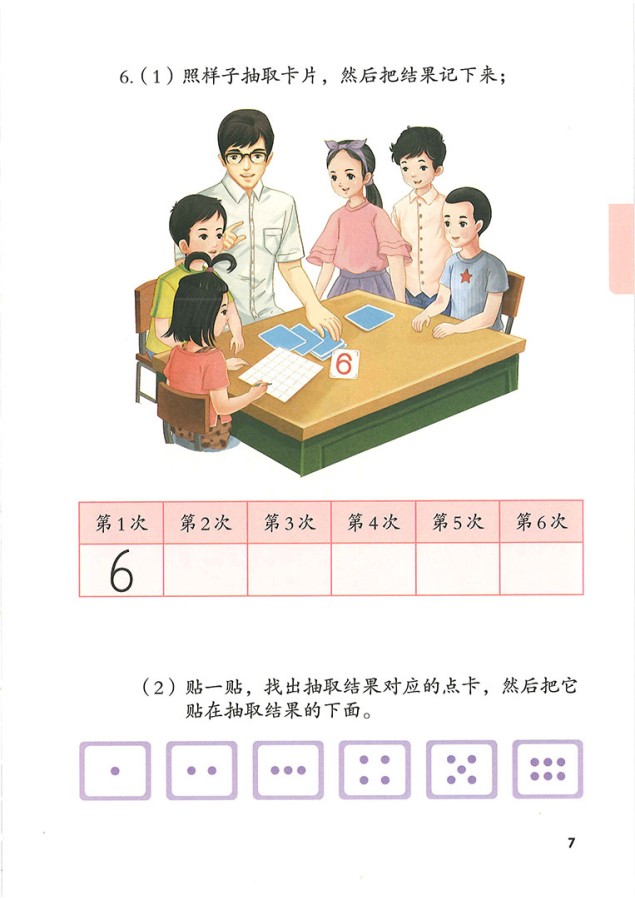 6.（1）照样子抽取卡片，然后把结果记下来；
6
第1次 第2次 第3次 第4次 第5次 第6次
6
（2）贴一贴，找出抽取结果对应的点卡，然后把它
贴在抽取结果的下面。
7